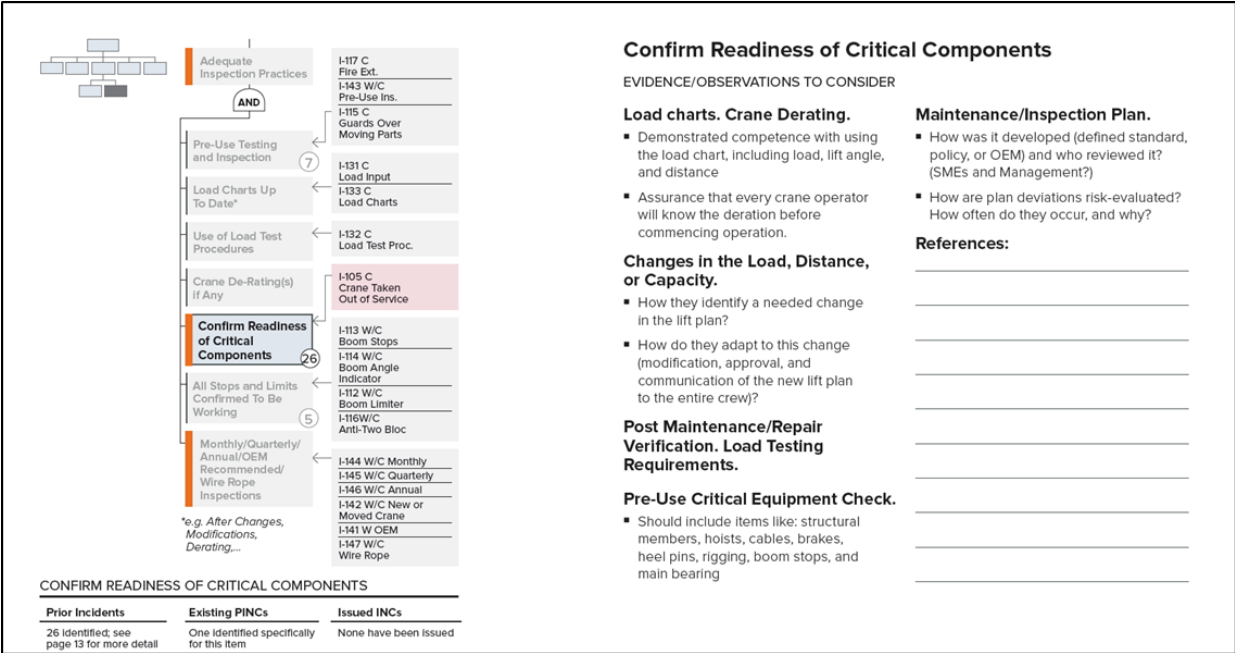 Adequate
Inspection Practices
AND
Pre-Use Testing
and Inspection
7
Load Charts Up
To Date*
Use of Load Test
Procedures
Crane De-Rating(s)
if Any
Confirm Readiness
of Critical
Components
26
All Stops and Limits
Confirmed To Be
Working
5
Monthly/Quarterly/
Annual/OEM
Recommended/
Wire Rope
Inspections
*e.g. After Changes,
Modifications,
Derating,...
I-117 C
Fire Ext.
I-143 W/C
Pre-Use Ins.
I-115 C
Guards Over
Moving Parts
I-131 C
Load Input
I-133 C
Load Charts
I-132 C
Load Test Proc.
I-105 C
Crane Taken
Out of Service
I-113 W/C
Boom Stops
I-114 W/C
Boom Angle
Indicator
I-112 W/C
Boom Limiter
I-116W/C
Anti-Two Bloc
I-144 W/C Monthly
I-145 W/C Quarterly
I-146 W/C Annual
I-142 W/C New or
Moved Crane
I-141 W OEM
I-147 W/C
Wire Rope
CONFIRM READINESS OF CRITICAL COMPONENTS
Prior Incidents
26 identified; see
page 13 for more detail
Existing PINCs
One identified specifically
for this item
Issued INCs
None have been issued
Confirm Readiness of Critical Components
EVIDENCE/OBSERVATIONS TO CONSIDER
Load charts. Crane Derating.
▪ Demonstrated competence with using
the load chart, including load, lift angle,
and distance
▪ Assurance that every crane operator
will know the deration before
commencing operation.
Changes in the Load, Distance,
or Capacity.
▪ How they identify a needed change
in the lift plan?
▪ How do they adapt to this change
(modification, approval, and
communication of the new lift plan
to the entire crew)?
Post Maintenance/Repair
Verification. Load Testing
Requirements.
Pre-Use Critical Equipment Check.
▪ Should include items like: structural
members, hoists, cables, brakes,
heel pins, rigging, boom stops, and
main bearing
Maintenance/Inspection Plan.
▪ How was it developed (defined standard,
policy, or OEM) and who reviewed it?
(SMEs and Management?)
▪ How are plan deviations risk-evaluated?
How often do they occur, and why?
References: